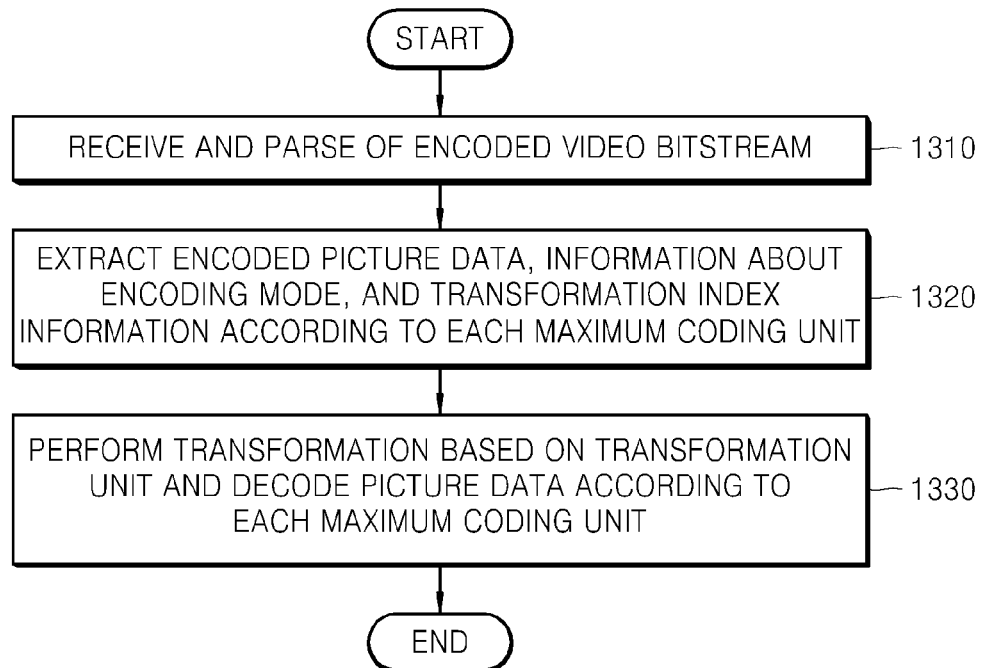 START
RECEIVE AND PARSE OF ENCODED VIDEO BITSTREAM
1310
EXTRACT ENCODED PICTURE DATA, INFORMATION ABOUT
ENCODING MODE, AND TRANSFORMATION INDEX
INFORMATION ACCORDING TO EACH MAXIMUM CODING UNIT
1320
PERFORM TRANSFORMATION BASED ON TRANSFORMATION
UNIT AND DECODE PICTURE DATA ACCORDING TO
EACH MAXIMUM CODING UNIT
1330
END